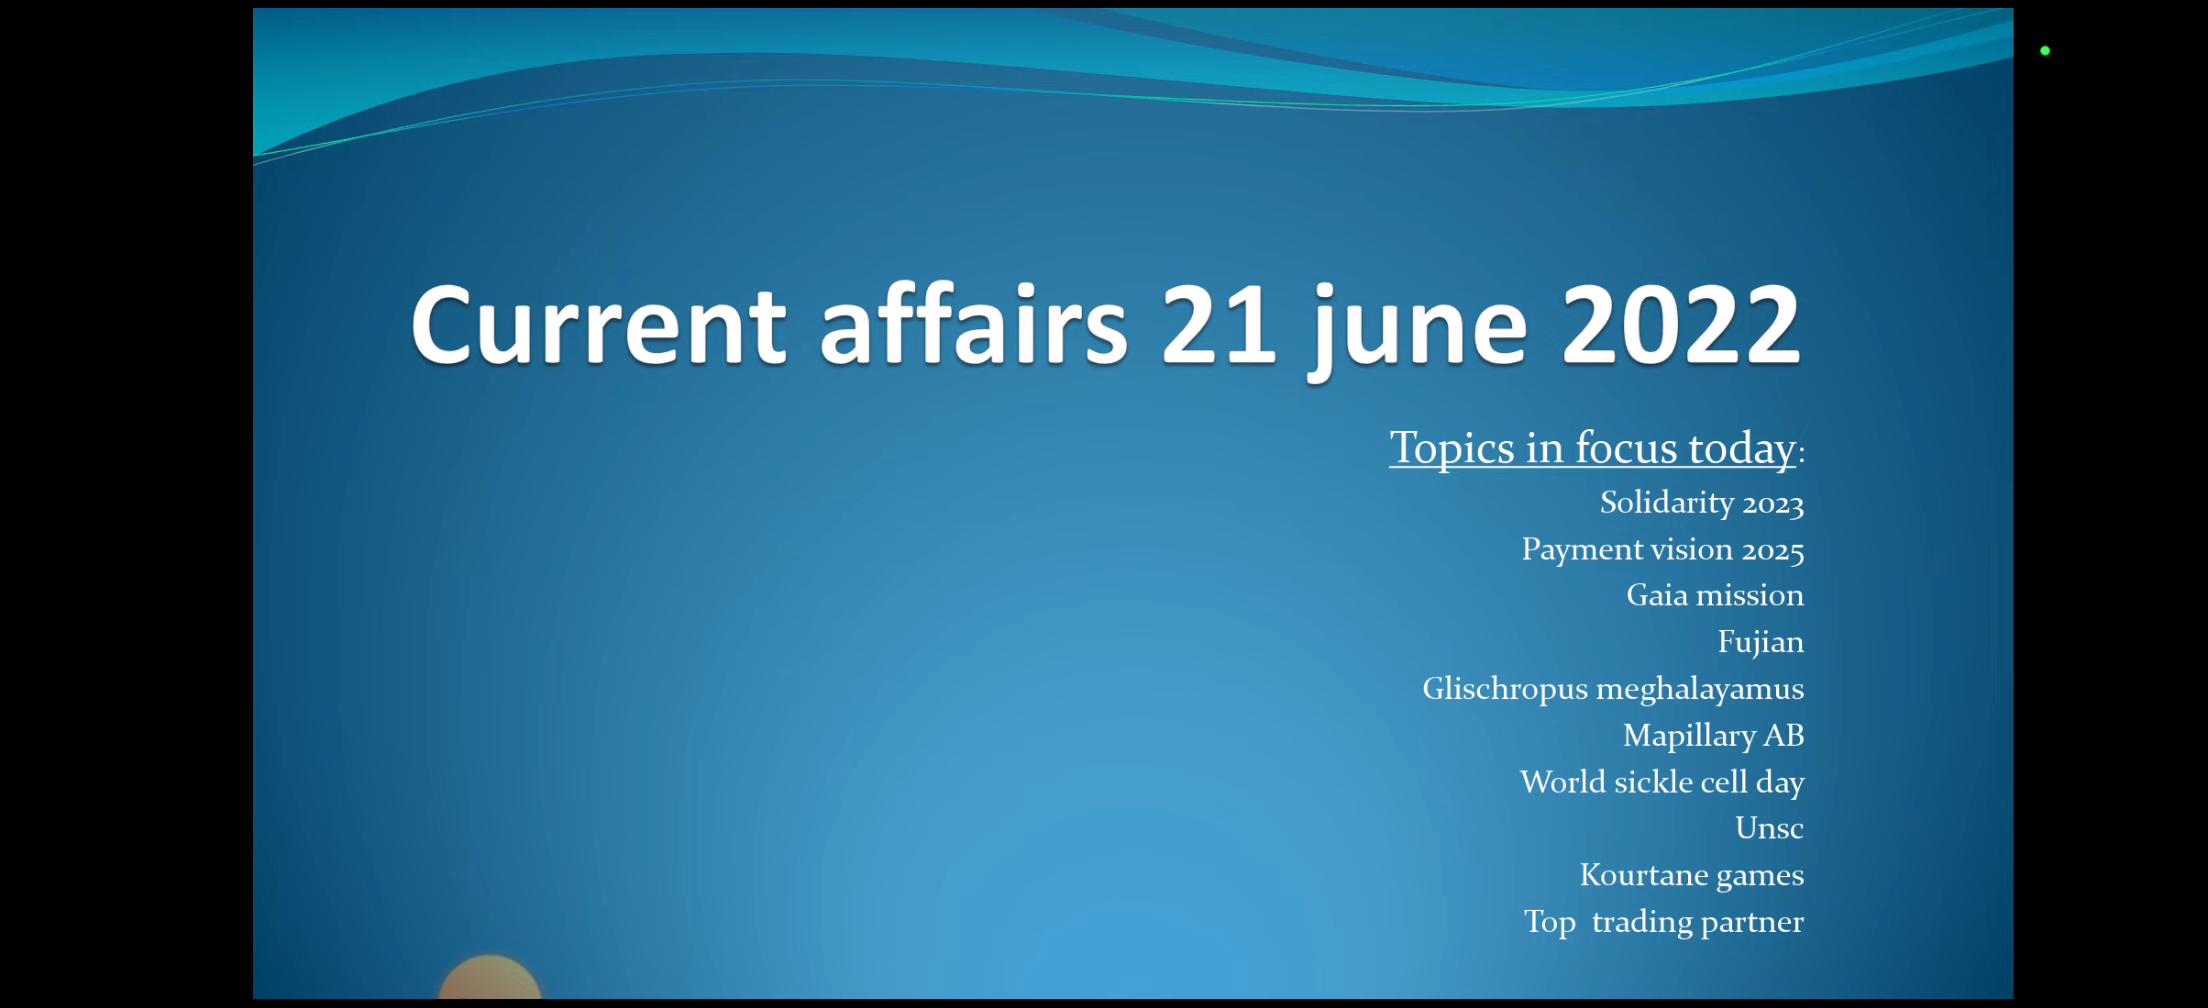 Current affairs 21 june 2022
Topics in focus today:
Solidarity 2023
Payment vision 2025
Gaia mission
Fujian
Glischropus meghalayamus
Mapillary AB
World sickle cell day
Unsc
Kourtane games
Top  trading partner